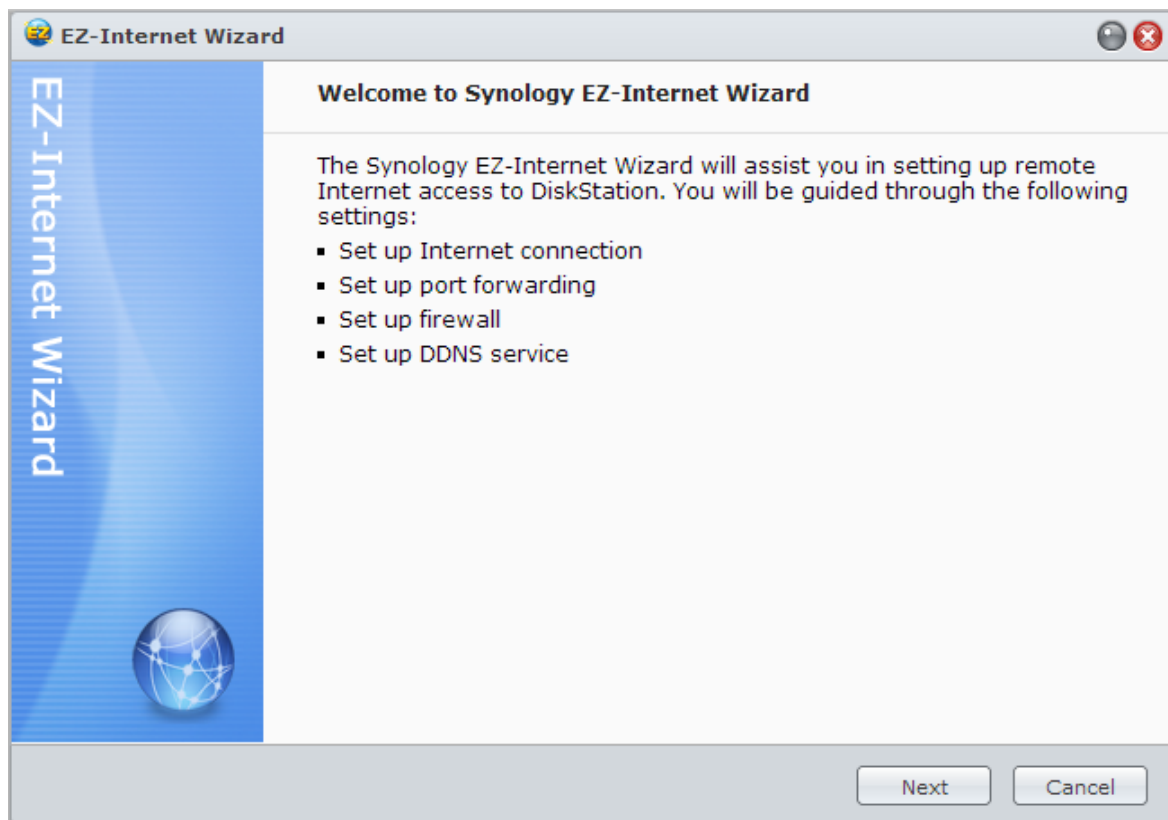 EZ-Internet Wizard
EZ-Internet Wizard
Welcome to Synology EZ-Internet Wizard
The Synology EZ-Internet Wizard will assist you in setting up remote
Internet access to DiskStation. You will be guided through the following
settings:
▪ Set up Internet connection
▪ Set up port forwarding
▪ Set up firewall
▪ Set up DDNS service
Next
Cancel